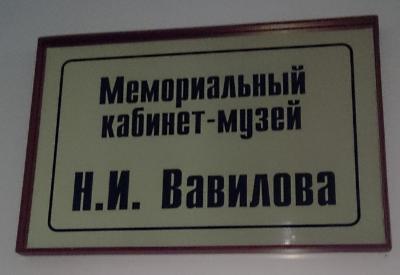 Мемориальный
кабинет-музей
Н.И. Вавилова